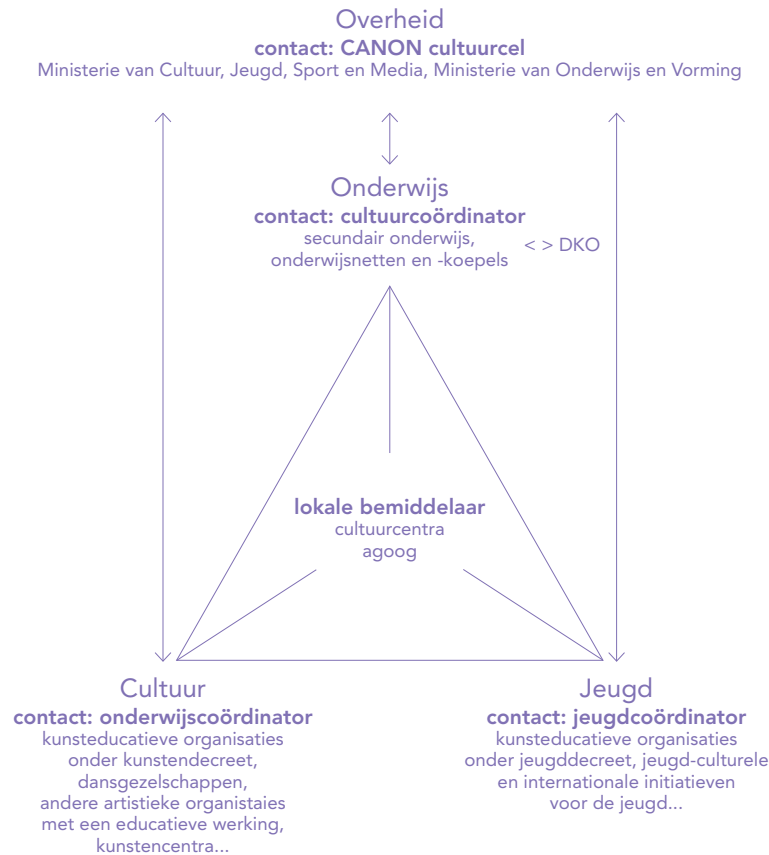 Overheid
contact: CANON cultuurcel
Ministerie van Cultuur, Jeugd, Sport en Media, Ministerie van Onderwijs en Vorming
Onderwijs
contact: cultuurcoördinator
secundair onderwijs,
onderwijsnetten en -koepels
< > DKO
lokale bemiddelaar
cultuurcentra
agoog
Cultuur
contact: onderwijscoördinator
kunsteducatieve organisaties
onder kunstendecreet,
dansgezelschappen,
andere artistieke organistaies
met een educatieve werking,
kunstencentra...
Jeugd
contact: jeugdcoördinator
kunsteducatieve organisaties
onder jeugddecreet, jeugd-culturele
en internationale initiatieven
voor de jeugd...